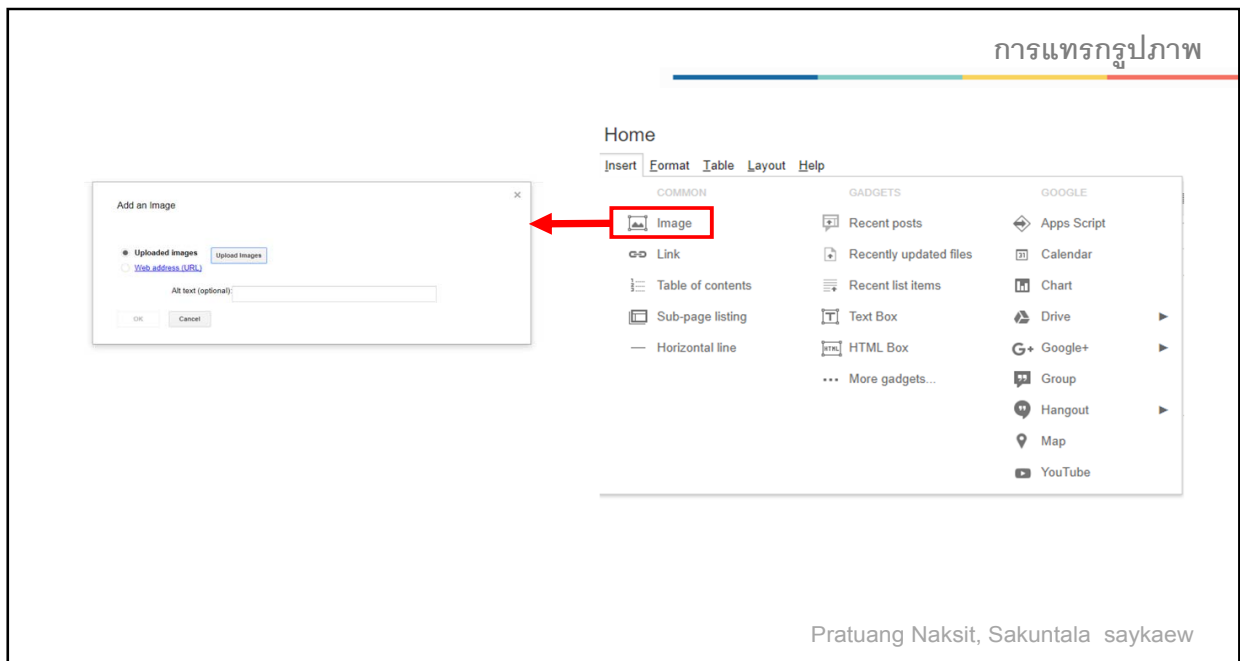 การแทรกรูปภาพ
Home
Insert Format Table Layout Help
COMMON GADGETS GOOGLE
Image Recent posts Apps Script
Link Recently updated files Calendar
Table of contents Recent list items Chart
Sub-page listing Text Box Drive
Horizontal line HTML HTML Box G+ Google+
More gadgets... Group
Hangout
Map
YouTube
Add an Image
Uploaded images Upload Images
Web address (URL)
Alt text (optional):
OK Cancel
Pratuang Naksit, Sakuntala saykaew